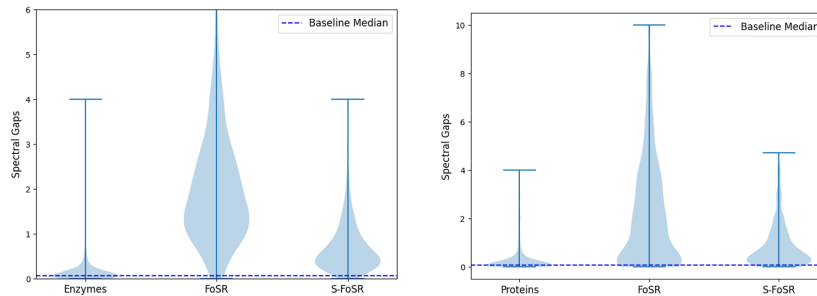 6
5
4
3
2
1
0
Spectral Gaps
Baseline Median
Enzymes
FoSR
S-FoSR
10
8
6
4
2
0
Spectral Gaps
Baseline Median
Proteins
FoSR
S-FoSR